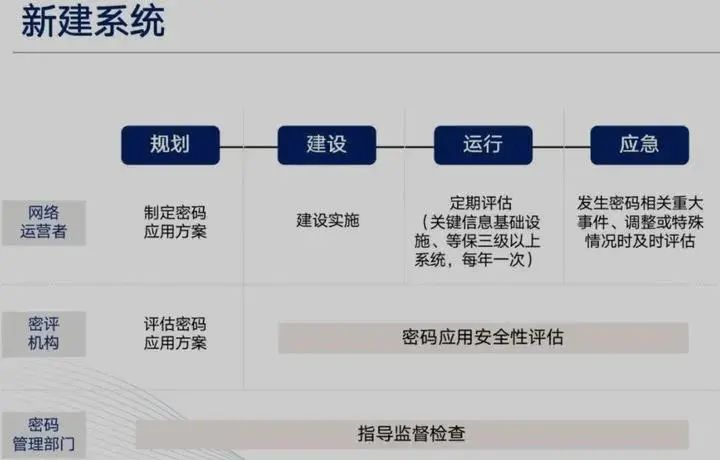 新建系统
规划
建设
运行
应急
网络
运营者
制定密码
应用方案
建设实施
定期评估
（关键信息基础设
施、等保三级以上
系统，每年一次）
发生密码相关重大
事件、调整或特殊
情况时及时评估
密评
机构
评估密码
应用方案
密码应用安全性评估
密码
管理部门
指导监督检查